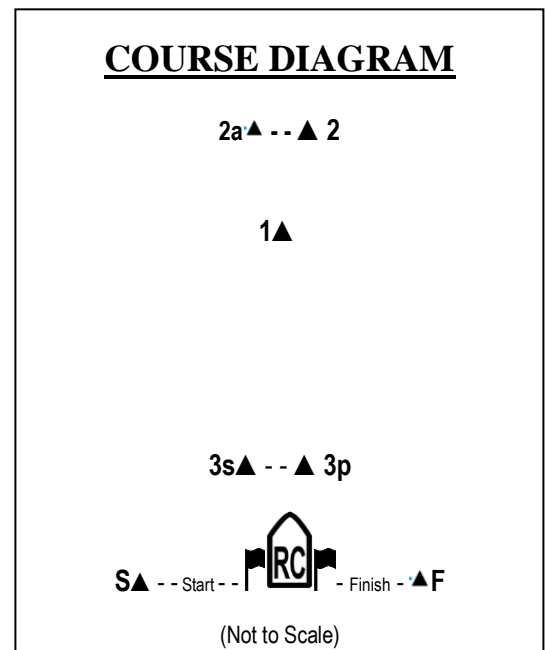 COURSE DIAGRAM
2a▲ - - ▲ 2
1▲
3s▲ - - ▲ 3p
RC
S▲ - - Start - - - Finish - ▲F
(Not to Scale)